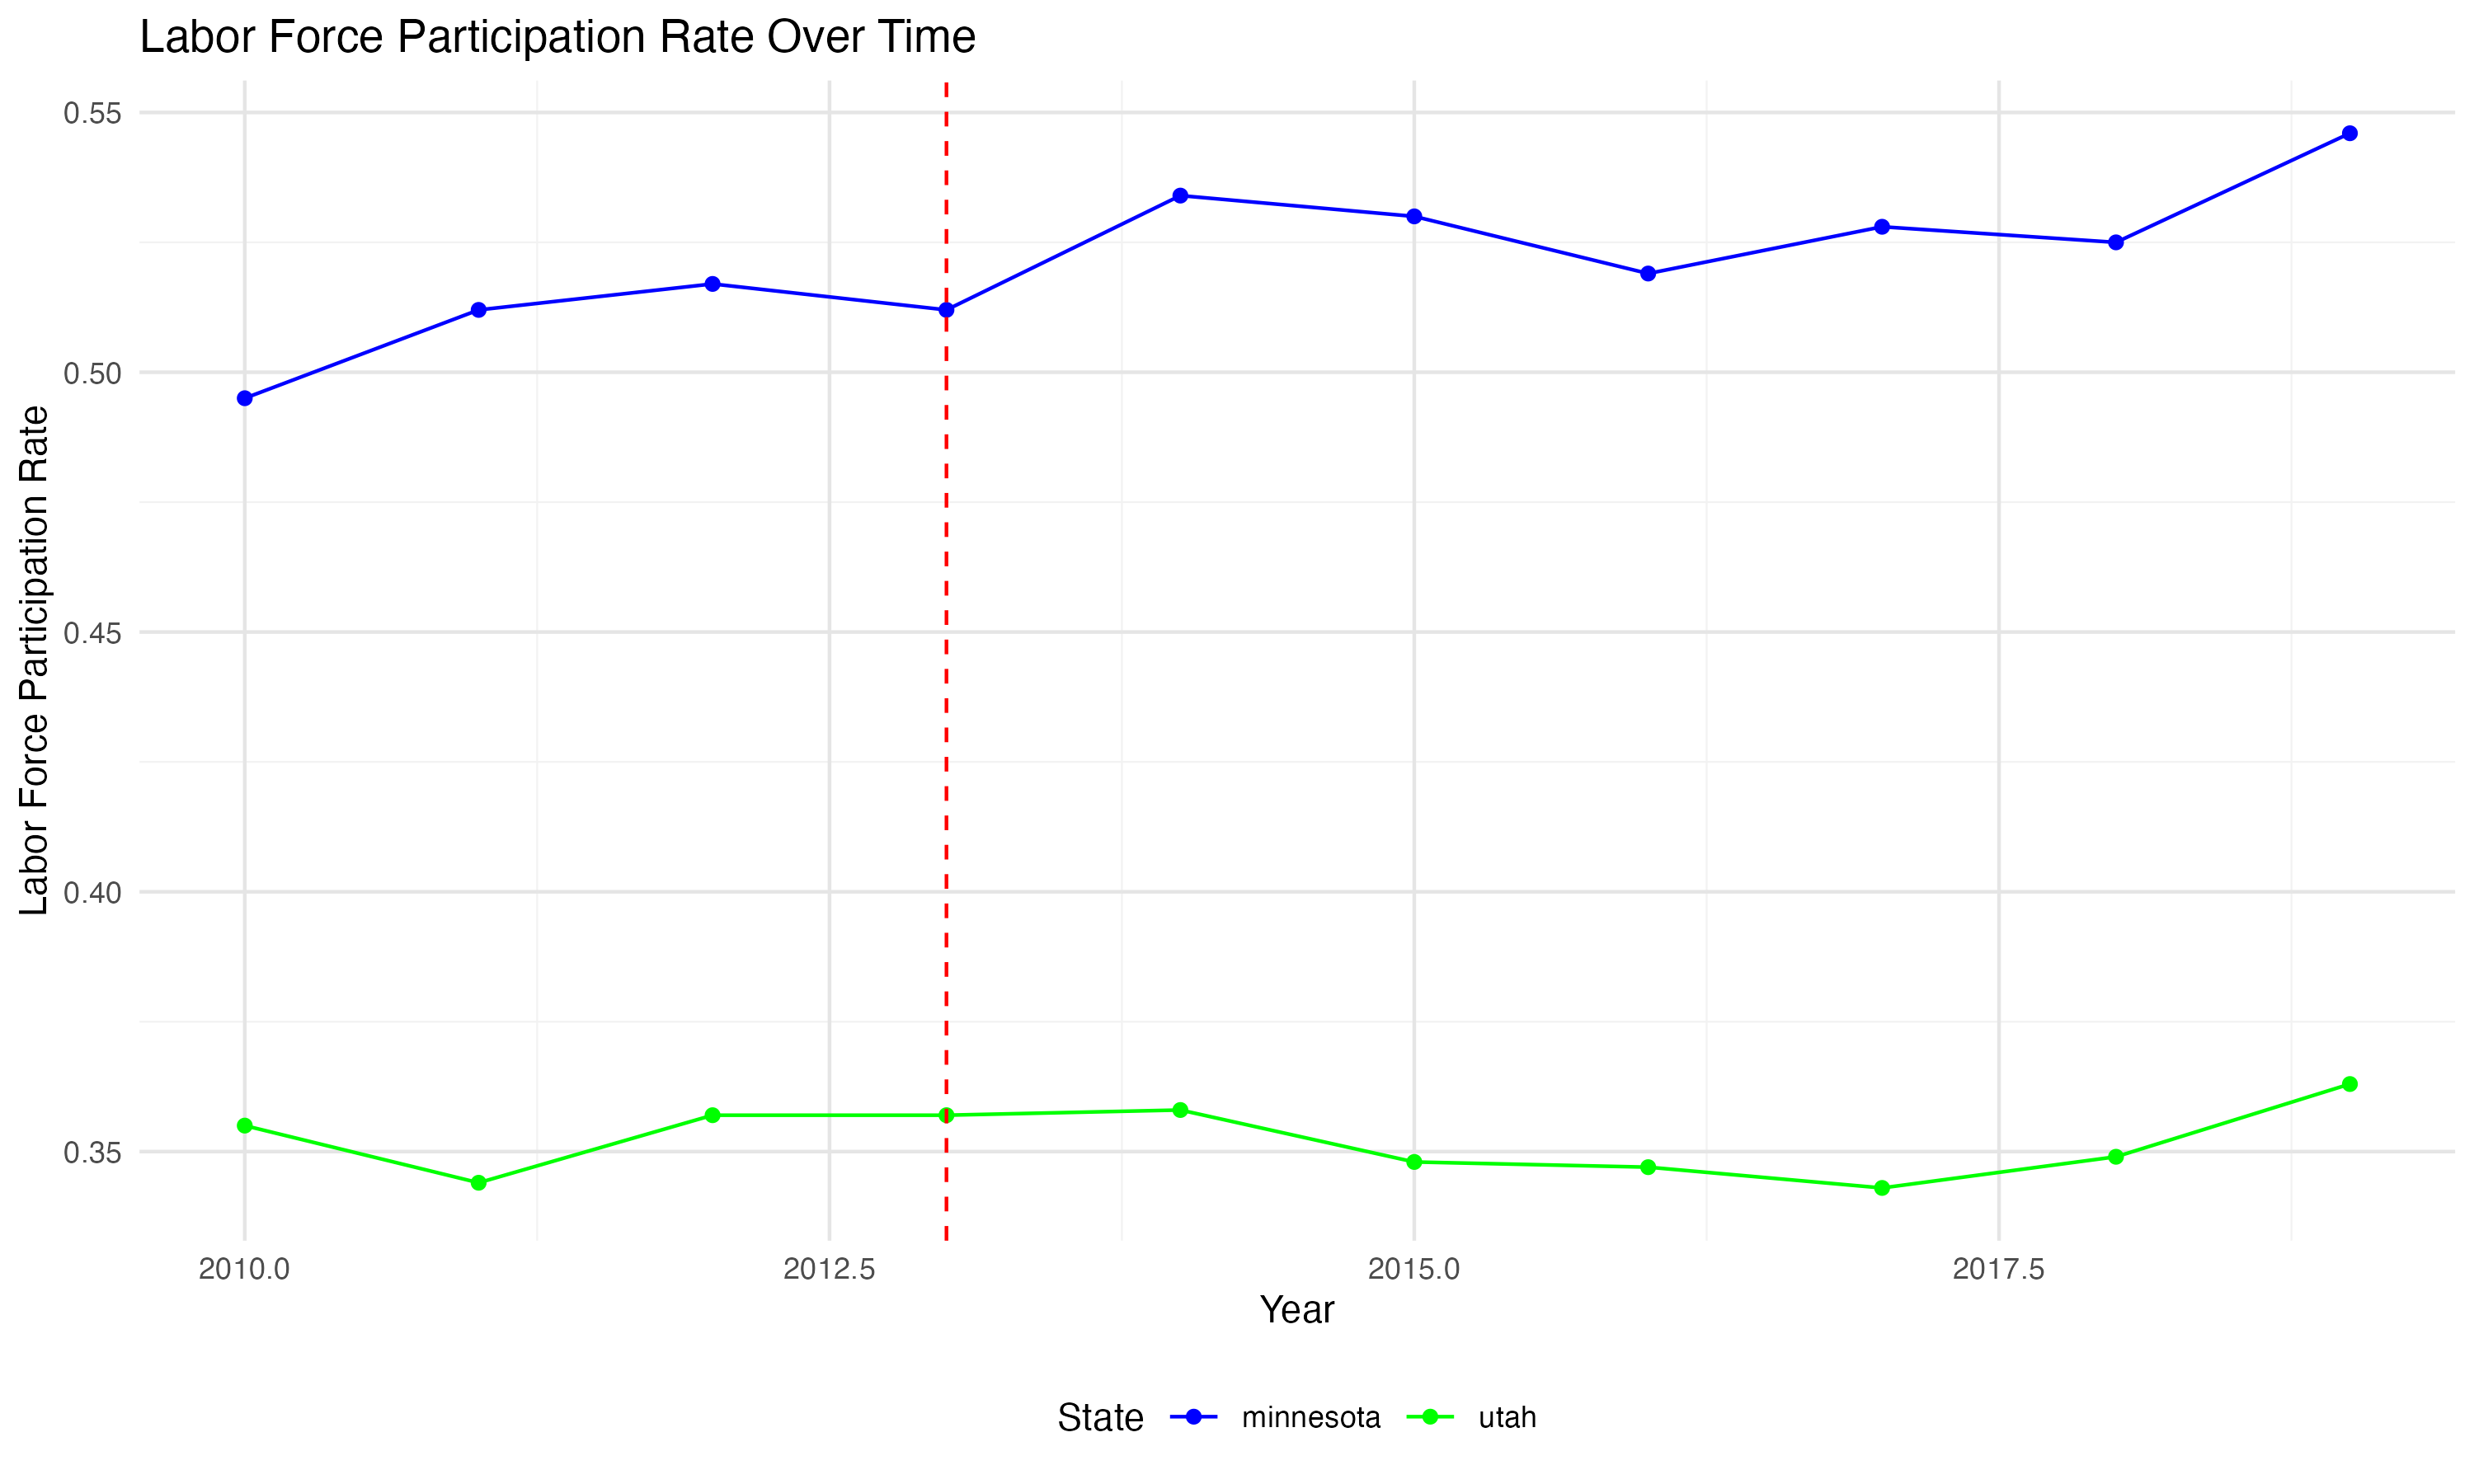 Labor Force Participation Rate Over Time
Labor Force Participation Rate
0.55
0.50
0.45
0.40
0.35
2010.0 2012.5 2015.0 2017.5
Year
State minnesota utah